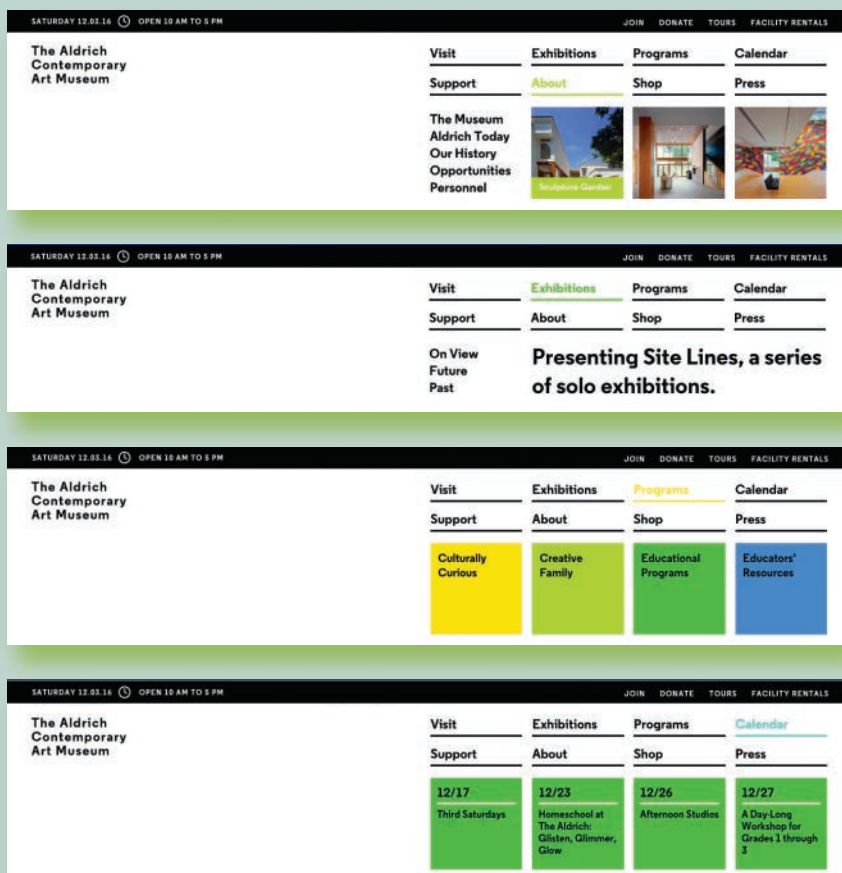 SATURDAY 12.03.16 OPEN 10 AM TO 5 PM JOIN DONATE TOURS FACILITY RENTALS
The Aldrich
Contemporary
Art Museum
Visit Exhibitions Programs Calendar
Support About Shop Press
The Museum
Aldrich Today
Our History
Opportunities
Personnel
Sculpture Garden
SATURDAY 12.03.16 OPEN 10 AM TO 5 PM JOIN DONATE TOURS FACILITY RENTALS
The Aldrich
Contemporary
Art Museum
Visit Exhibitions Programs Calendar
Support About Shop Press
On View
Future
Past
Presenting Site Lines, a series
of solo exhibitions.
SATURDAY 12.03.16 OPEN 10 AM TO 5 PM JOIN DONATE TOURS FACILITY RENTALS
The Aldrich
Contemporary
Art Museum
Visit Exhibitions Programs Calendar
Support About Shop Press
Culturally
Curious
Creative
Family
Educational
Programs
Educators'
Resources
SATURDAY 12.03.16 OPEN 10 AM TO 5 PM JOIN DONATE TOURS FACILITY RENTALS
The Aldrich
Contemporary
Art Museum
Visit Exhibitions Programs Calendar
Support About Shop Press
12/17
Third Saturdays
12/23
Homeschool at
The Aldrich:
Glisten, Glimmer,
Glow
12/26
Afternoon Studios
12/27
A Day-Long
Workshop for
Grades 1 through
3